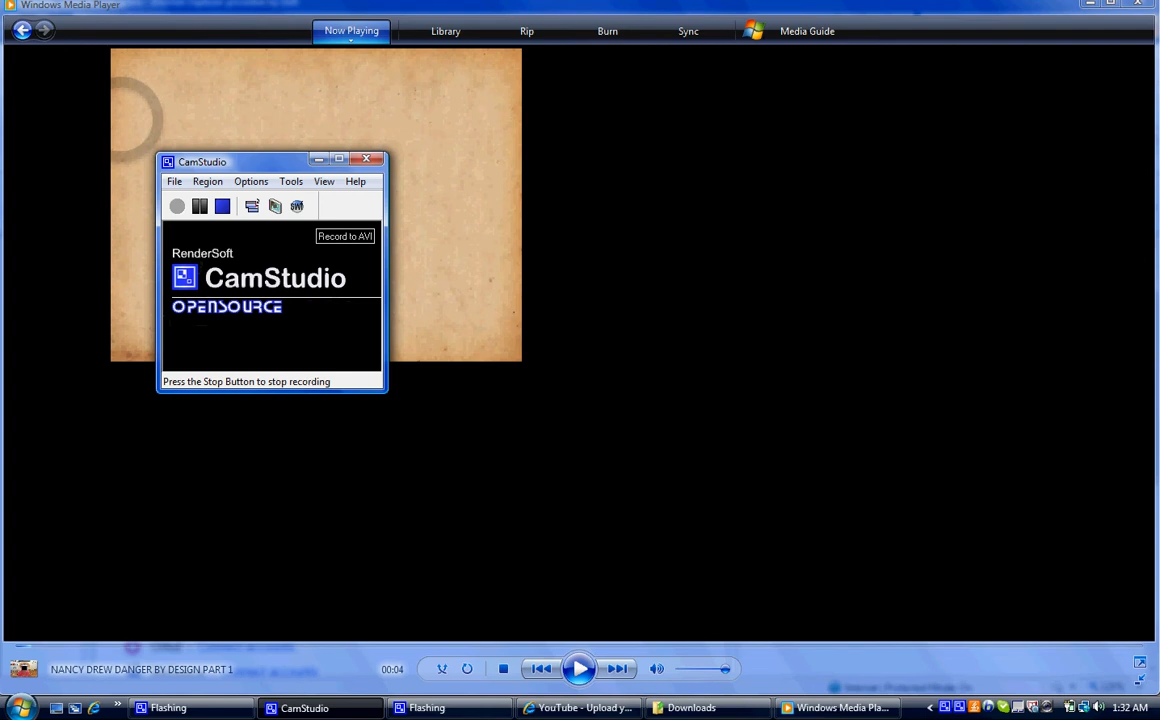 Windows Media Player
Now Playing
Library
Rip
Burn
Sync
Media Guide
CamStudio
File Region Options Tools View Help
Record to AVI
RenderSoft
CamStudio
OPENSOURCE
Press the Stop Button to stop recording
NANCY DREW DANGER BY DESIGN PART 1
00:04
Flashing
CamStudio
Flashing
YouTube - Upload y...
Downloads
Windows Media Pla...
1:32 AM